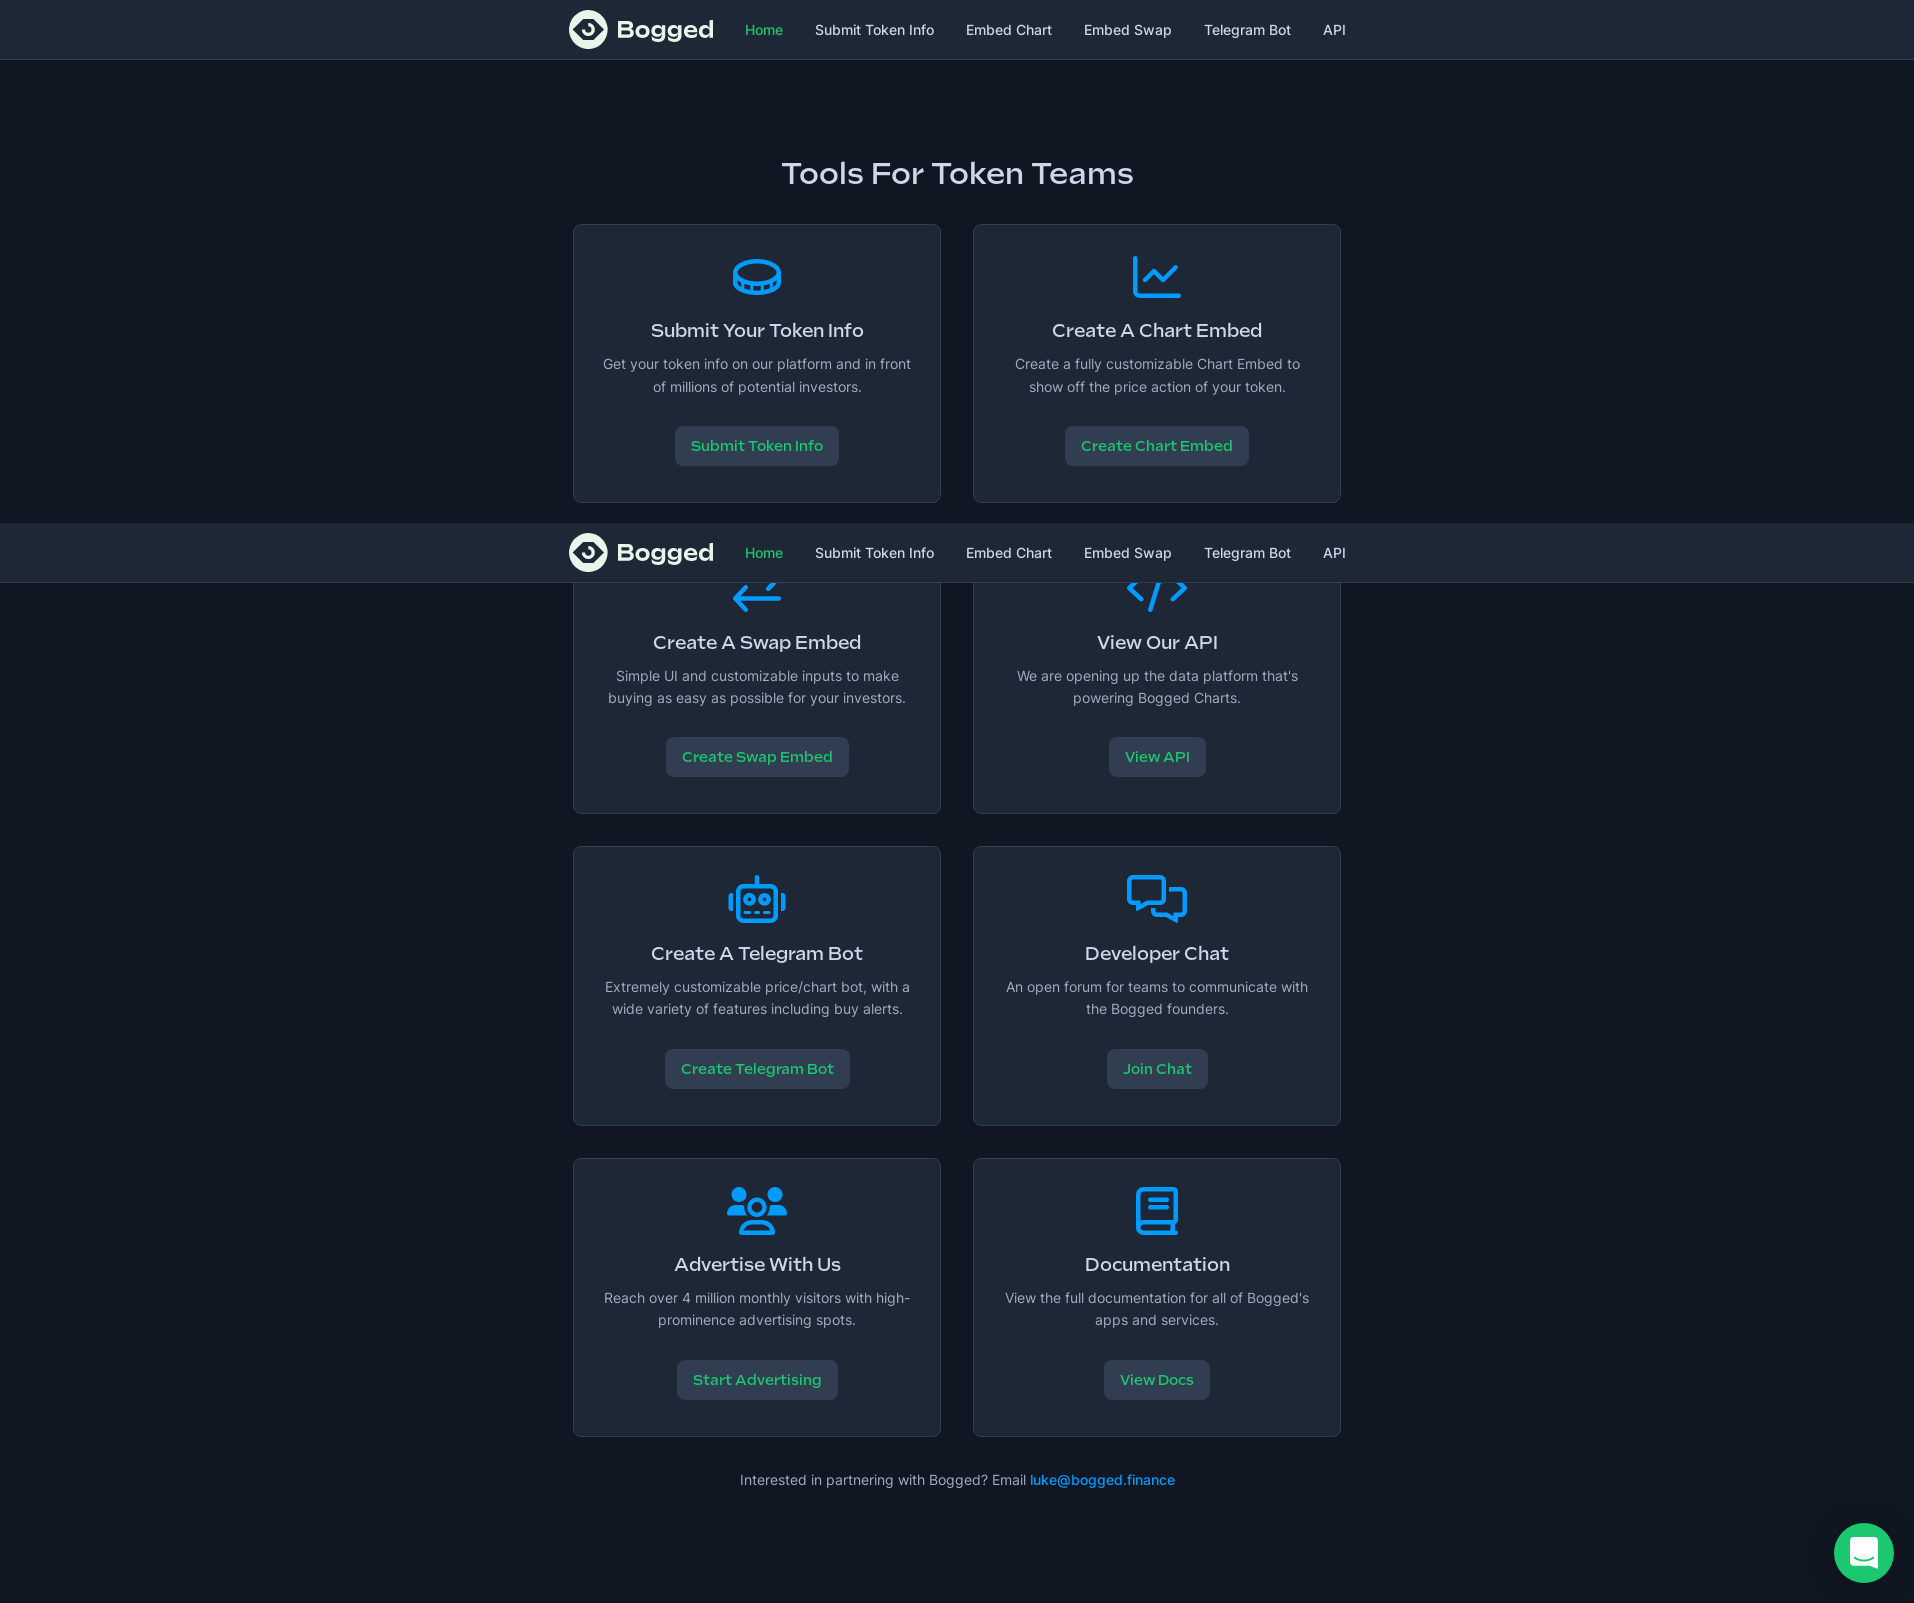 Bogged Home Submit Token Info Embed Chart Embed Swap Telegram Bot API
Tools For Token Teams
Submit Your Token Info
Get your token info on our platform and in front
of millions of potential investors.
Submit Token Info
Create A Chart Embed
Create a fully customizable Chart Embed to
show off the price action of your token.
Create Chart Embed
Bogged Home Submit Token Info Embed Chart Embed Swap Telegram Bot API
Create A Swap Embed
Simple UI and customizable inputs to make
buying as easy as possible for your investors.
Create Swap Embed
View Our API
We are opening up the data platform that's
powering Bogged Charts.
View API
Create A Telegram Bot
Extremely customizable price/chart bot, with a
wide variety of features including buy alerts.
Create Telegram Bot
Developer Chat
An open forum for teams to communicate with
the Bogged founders.
Join Chat
Advertise With Us
Reach over 4 million monthly visitors with high-
prominence advertising spots.
Start Advertising
Documentation
View the full documentation for all of Bogged's
apps and services.
View Docs
Interested in partnering with Bogged? Email luke@bogged.finance